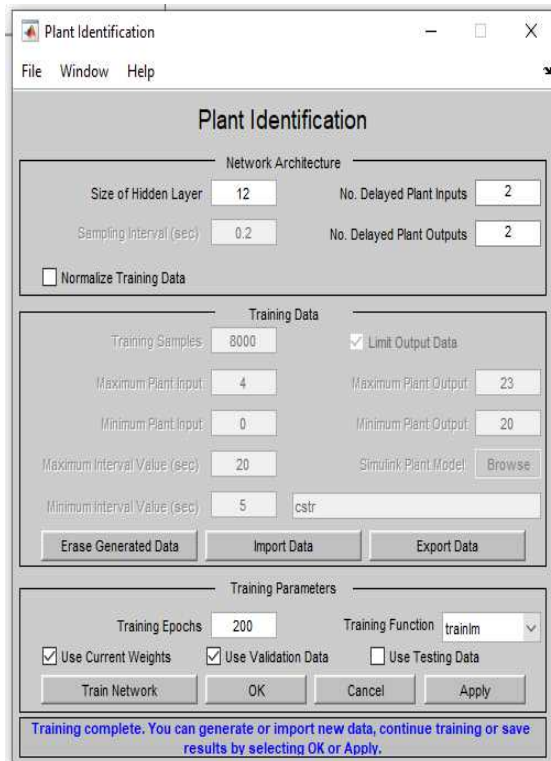 Plant Identification
File Window Help
Plant Identification
Network Architecture
Size of Hidden Layer 12 No. Delayed Plant Inputs 2
Sampling Interval (sec) 0.2 No. Delayed Plant Outputs 2
Normalize Training Data
Training Data
Training Samples 8000 Limit Output Data
Maximum Plant Input 4 Maximum Plant Output 23
Minimum Plant Input 0 Minimum Plant Output 20
Maximum Interval Value (sec) 20 Simulink Plant Model: Browse
Minimum Interval Value (sec) 5 cstr
Erase Generated Data Import Data Export Data
Training Parameters
Training Epochs 200 Training Function trainlm
Use Current Weights Use Validation Data Use Testing Data
Train Network OK Cancel Apply
Training complete. You can generate or import new data, continue training or save
results by selecting OK or Apply.